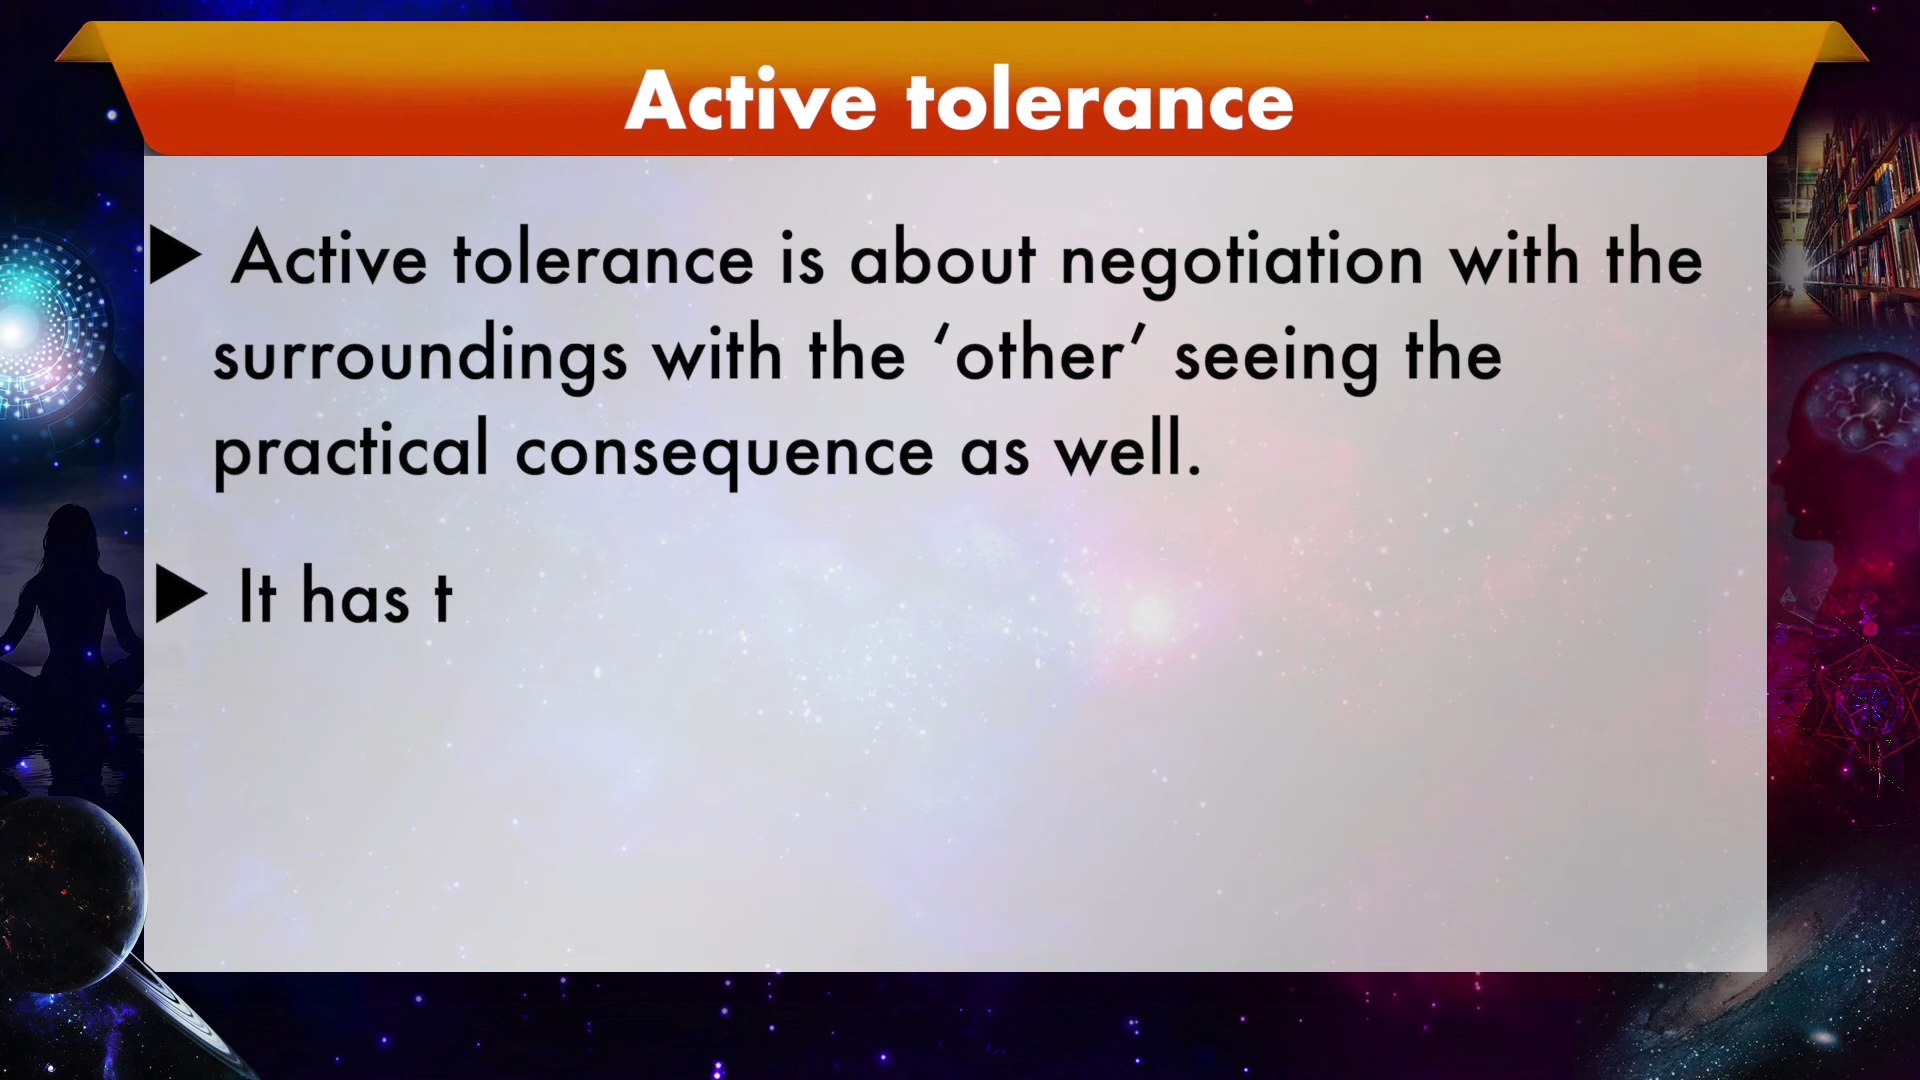 Active tolerance
▶ Active tolerance is about negotiation with the
surroundings with the ‘other’ seeing the
practical consequence as well.
▶ It has t